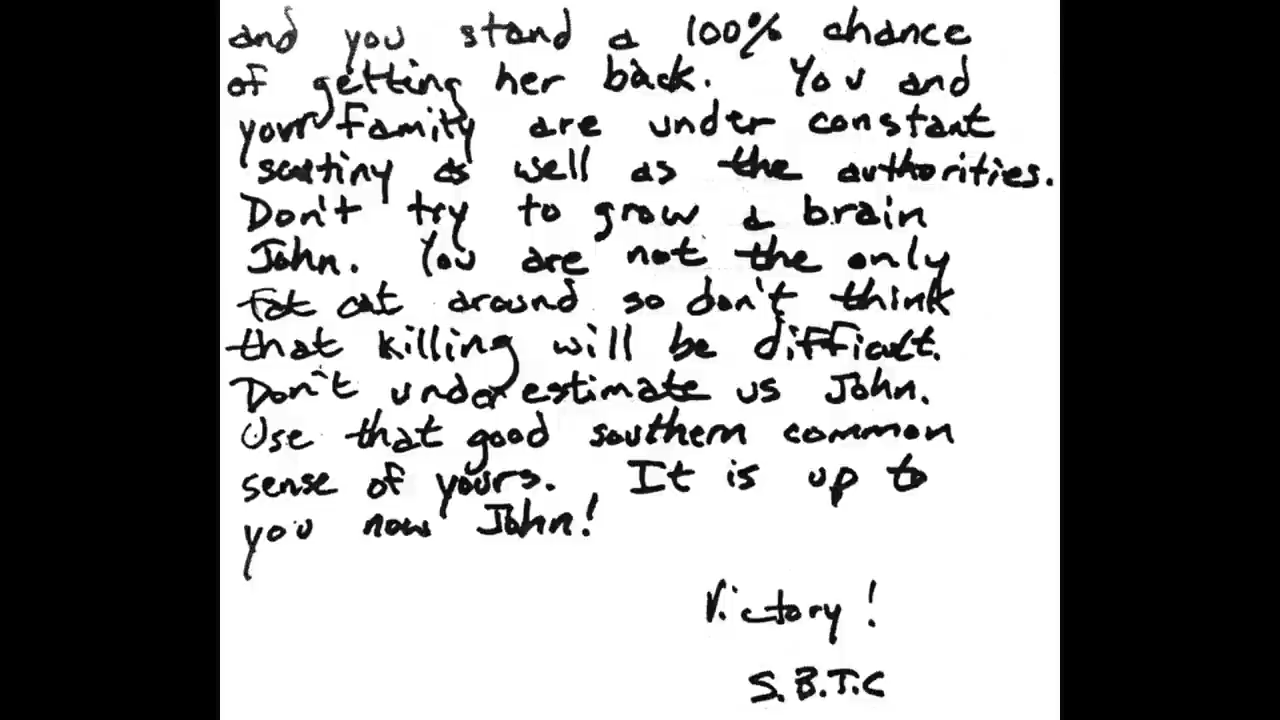 and you stand a 100% chance
of getting her back. You and
your family are under constant
scutiny as well as the authorities.
Don't try to grow a brain
John. You are not the only
fat cat around so don't think
that killing will be difficult.
Don't underestimate us John.
Use that good southern common
sense of yours. It is up to
you now John!
Victory!
S.B.T.C